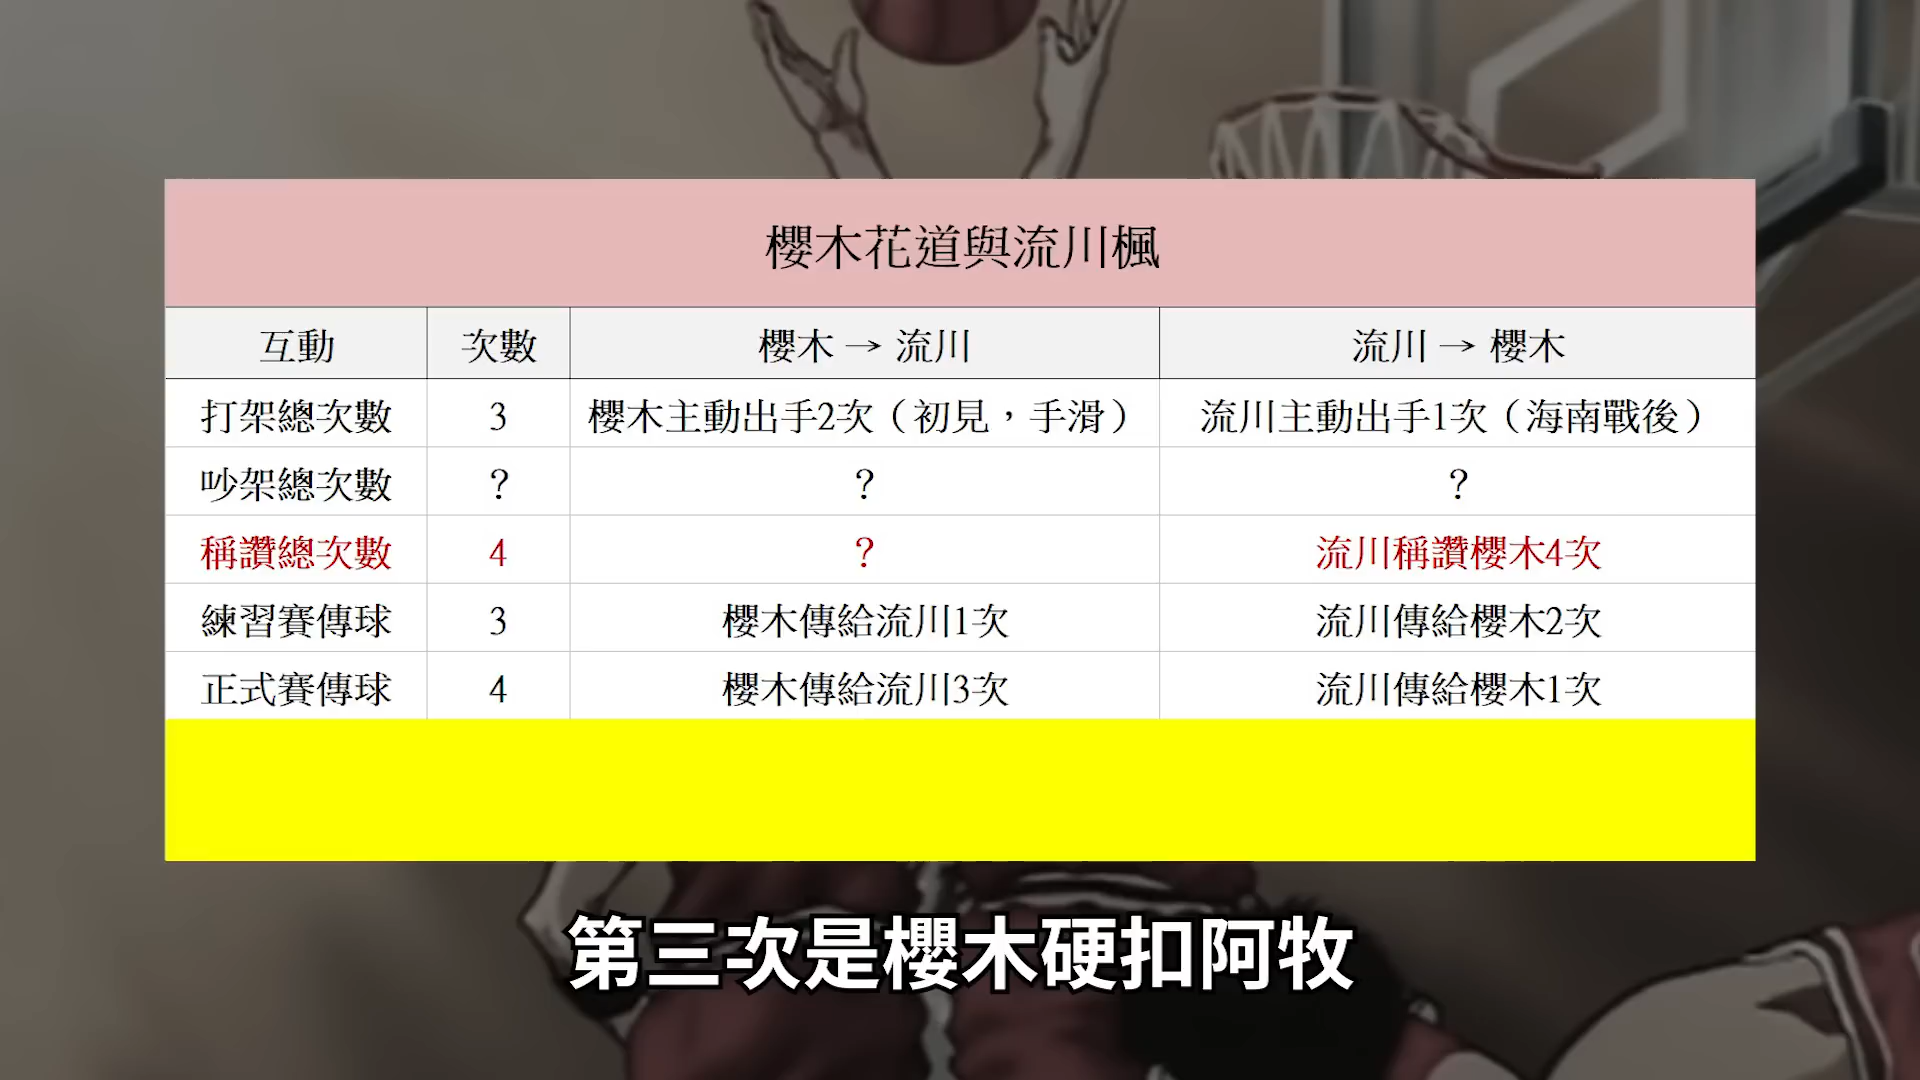 櫻木花道與流川楓
互動 次數 櫻木 → 流川 流川 → 櫻木
打架總次數 3 櫻木主動出手2次（初見，手滑） 流川主動出手1次（海南戰後）
吵架總次數 ? ? ?
稱讚總次數 4 ? 流川稱讚櫻木4次
練習賽傳球 3 櫻木傳給流川1次 流川傳給櫻木2次
正式賽傳球 4 櫻木傳給流川3次 流川傳給櫻木1次
第三次是櫻木硬扣阿牧